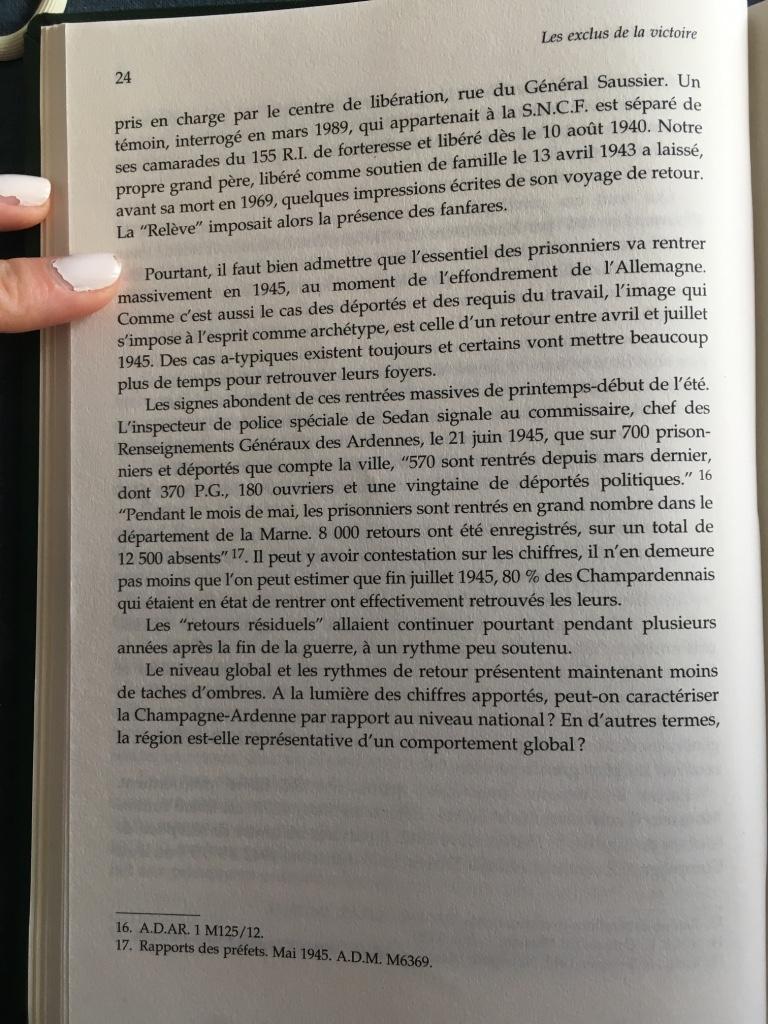 Les exclus de la victoire
24
pris en charge par le centre de libération, rue du Général Saussier. Un
témoin, interrogé en mars 1989, qui appartenait à la S.N.C.F. est séparé de
ses camarades du 155 R.I. de forteresse et libéré dès le 10 août 1940. Notre
propre grand père, libéré comme soutien de famille le 13 avril 1943 a laissé,
avant sa mort en 1969, quelques impressions écrites de son voyage de retour.
La “Relève” imposait alors la présence des fanfares.
Pourtant, il faut bien admettre que l’essentiel des prisonniers va rentrer
massivement en 1945, au moment de l’effondrement de l’Allemagne.
Comme c’est aussi le cas des déportés et des requis du travail, l’image qui
s’impose à l’esprit comme archétype, est celle d’un retour entre avril et juillet
1945. Des cas a-typiques existent toujours et certains vont mettre beaucoup
plus de temps pour retrouver leurs foyers.
Les signes abondent de ces rentrées massives de printemps-début de l’été.
L’inspecteur de police spéciale de Sedan signale au commissaire, chef des
Renseignements Généraux des Ardennes, le 21 juin 1945, que sur 700 prison-
niers et déportés que compte la ville, “570 sont rentrés depuis mars dernier,
dont 370 P.G., 180 ouvriers et une vingtaine de déportés politiques.” 16
“Pendant le mois de mai, les prisonniers sont rentrés en grand nombre dans le
département de la Marne. 8 000 retours ont été enregistrés, sur un total de
12 500 absents” 17. Il peut y avoir contestation sur les chiffres, il n’en demeure
pas moins que l’on peut estimer que fin juillet 1945, 80 % des Champardennais
qui étaient en état de rentrer ont effectivement retrouvés les leurs.
Les “retours résiduels” allaient continuer pourtant pendant plusieurs
années après la fin de la guerre, à un rythme peu soutenu.
Le niveau global et les rythmes de retour présentent maintenant moins
de taches d’ombres. A la lumière des chiffres apportés, peut-on caractériser
la Champagne-Ardenne par rapport au niveau national ? En d’autres termes,
la région est-elle représentative d’un comportement global ?
16. A.D.AR. 1 M125/12.
17. Rapports des préfets. Mai 1945. A.D.M. M6369.